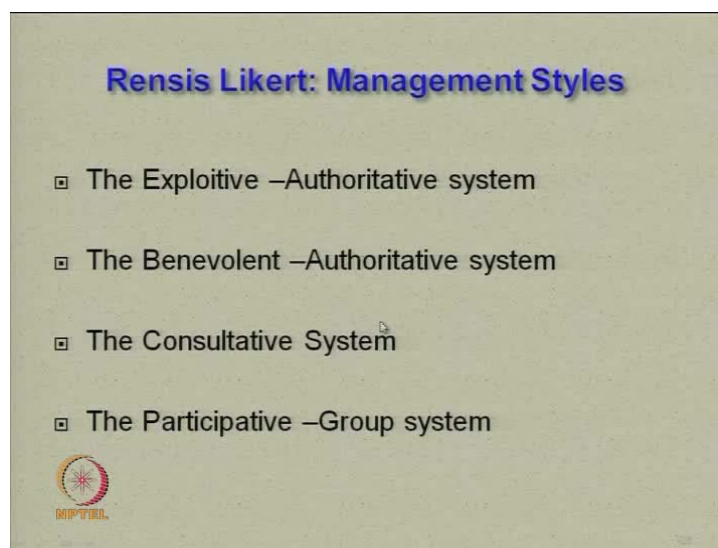 Rensis Likert: Management Styles
The Exploitive –Authoritative system
The Benevolent –Authoritative system
The Consultative System
The Participative –Group system
NPTEL